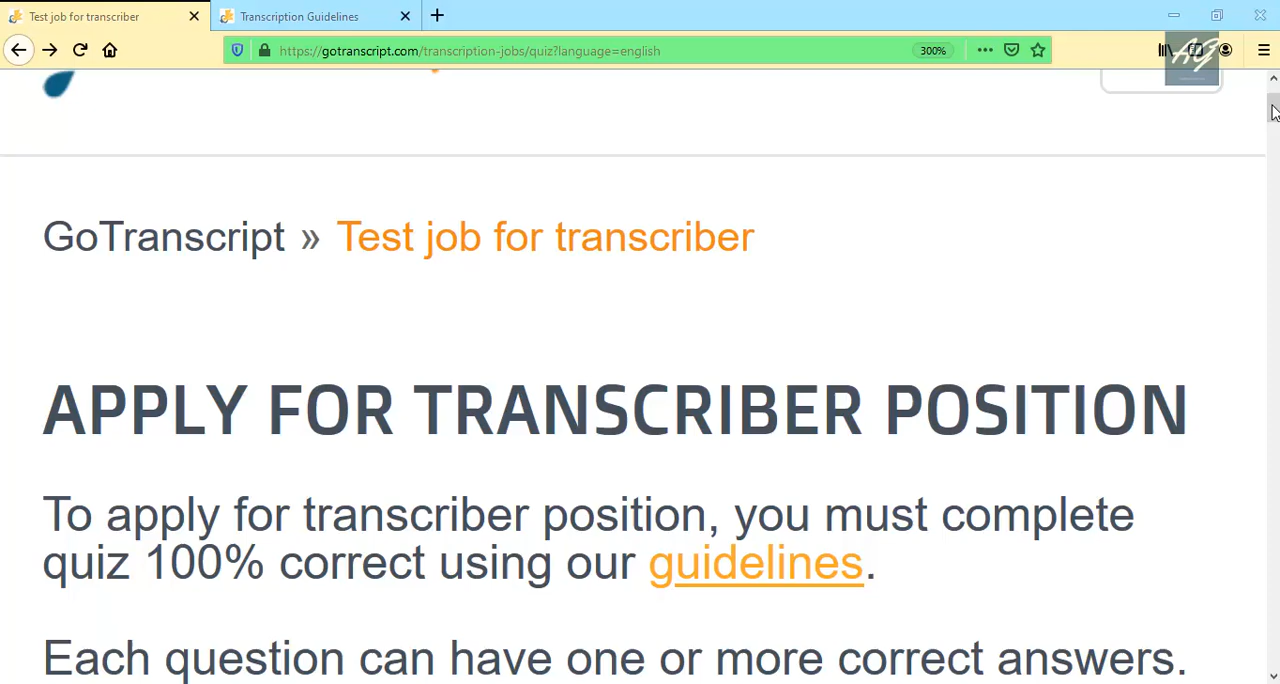 Test job for transcriber
Transcription Guidelines
https://gotranscript.com/transcription-jobs/quiz?language=english
300%
AJ
GoTranscript » Test job for transcriber
APPLY FOR TRANSCRIBER POSITION
To apply for transcriber position, you must complete
quiz 100% correct using our guidelines.
Each question can have one or more correct answers.